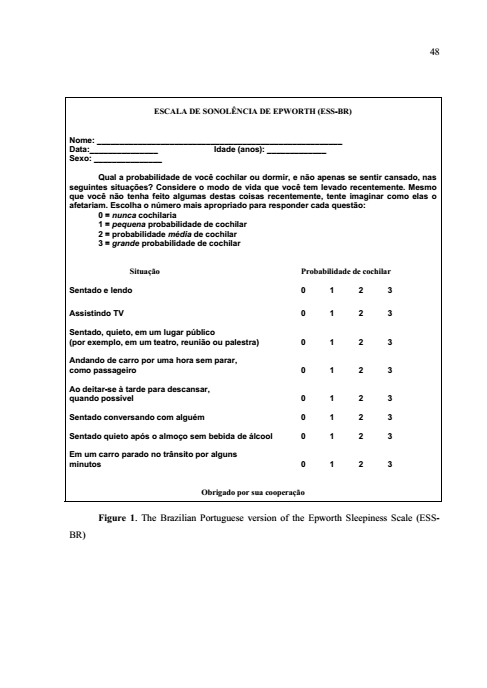 48
ESCALA DE SONOLÊNCIA DE EPWORTH (ESS-BR)
Nome: ______________________________________________________
Data:_______________ Idade (anos): _____________
Sexo: _______________
Qual a probabilidade de você cochilar ou dormir, e não apenas se sentir cansado, nas
seguintes situações? Considere o modo de vida que você tem levado recentemente. Mesmo
que você não tenha feito algumas destas coisas recentemente, tente imaginar como elas o
afetariam. Escolha o número mais apropriado para responder cada questão:
0 = nunca cochilaria
1 = pequena probabilidade de cochilar
2 = probabilidade média de cochilar
3 = grande probabilidade de cochilar
Situação Probabilidade de cochilar
Sentado e lendo 0 1 2 3
Assistindo TV 0 1 2 3
Sentado, quieto, em um lugar público
(por exemplo, em um teatro, reunião ou palestra) 0 1 2 3
Andando de carro por uma hora sem parar,
como passageiro 0 1 2 3
Ao deitar-se à tarde para descansar,
quando possível 0 1 2 3
Sentado conversando com alguém 0 1 2 3
Sentado quieto após o almoço sem bebida de álcool 0 1 2 3
Em um carro parado no trânsito por alguns
minutos 0 1 2 3
Obrigado por sua cooperação
Figure 1. The Brazilian Portuguese version of the Epworth Sleepiness Scale (ESS-
BR)